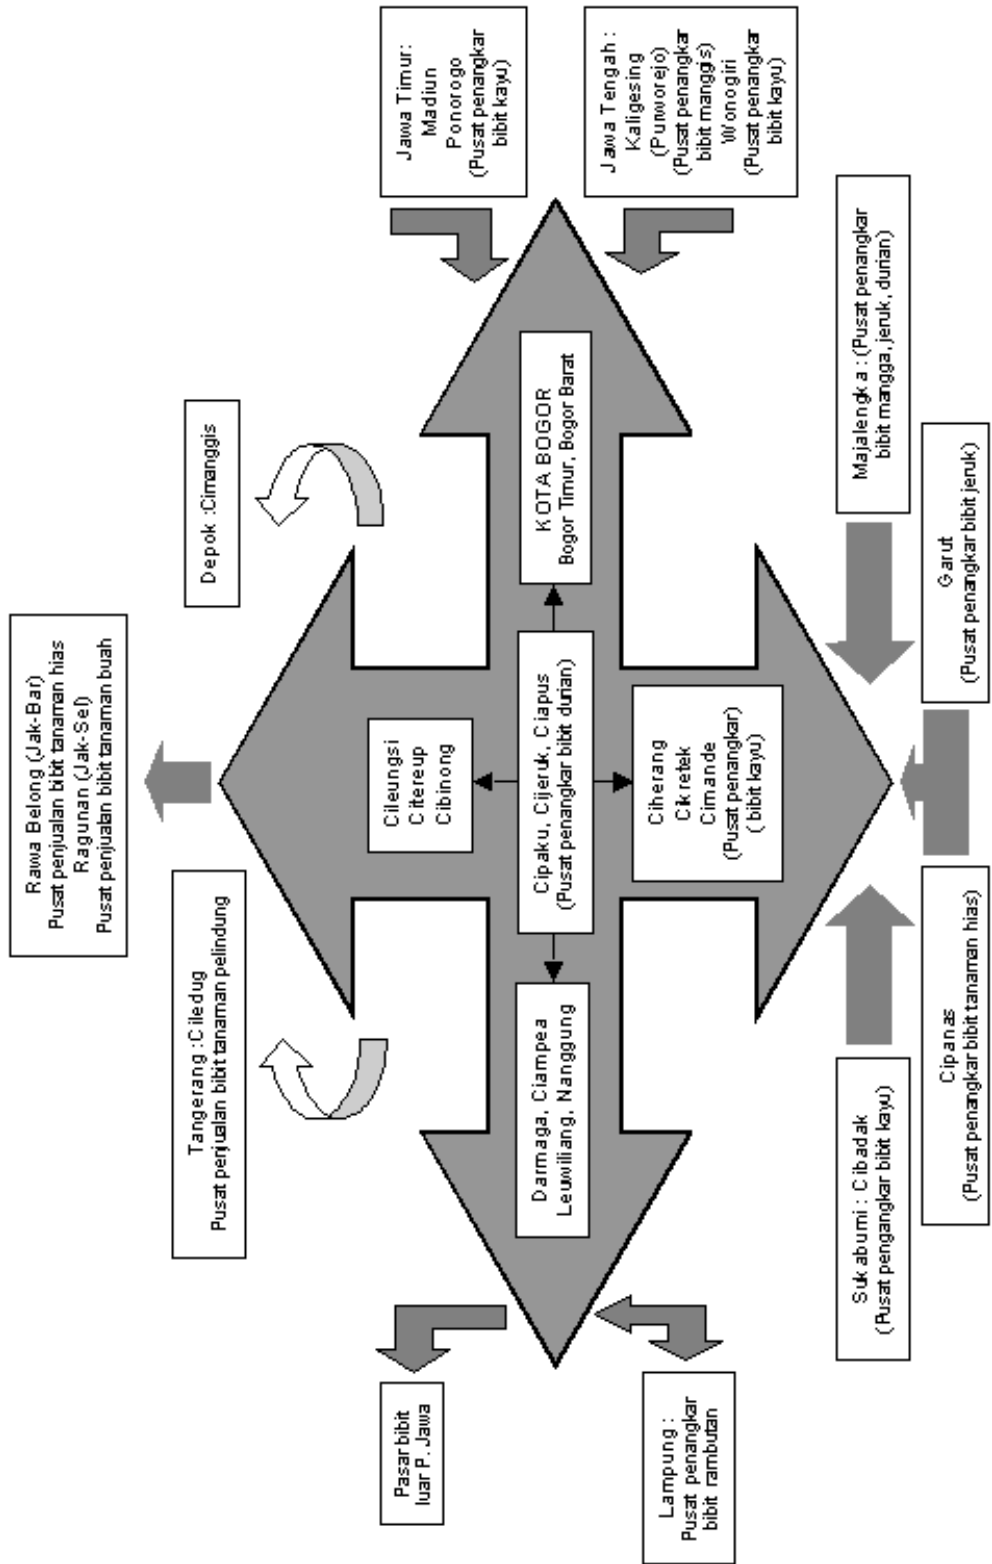 Rawa Belong (Jak-Bar)
Pusat penjualan bibit tanaman hias
Ragunan (Jak-Sel)
Pusat penjualan bibit tanaman buah
Tangerang :Ciledug
Pusat penjualan bibit tanaman pelindung
Depok :Cimanggis
Pasar bibit
luar P. Jawa
Cileungsi
Citereup
Cibinong
Jawa Timur:
Madiun
Ponorogo
(Pusat penangkar
bibit kayu)
Darmaga, Ciampea
Leuwiliang, Nanggung
Cipaku, Cijeruk, Ciapus
(Pusat penangkar bibit durian)
KOTA BOGOR
Bogor Timur, Bogor Barat
Lampung :
Pusat penangkar
bibit rambutan
Ciherang
Cikretek
Cimande
(Pusat penangkar)
( bibit kayu)
Jawa Tengah :
Kaligesing
(Purworejo)
(Pusat penangkar
bibit manggis)
Wonogiri
(Pusat penangkar
bibit kayu)
Sukabumi : Cibadak
(Pusat pengangkar bibit kayu)
Majalengka : (Pusat penangkar
bibit mangga, jeruk, durian)
Cipanas
(Pusat penangkar bibit tanaman hias)
Garut
(Pusat penangkar bibit jeruk)